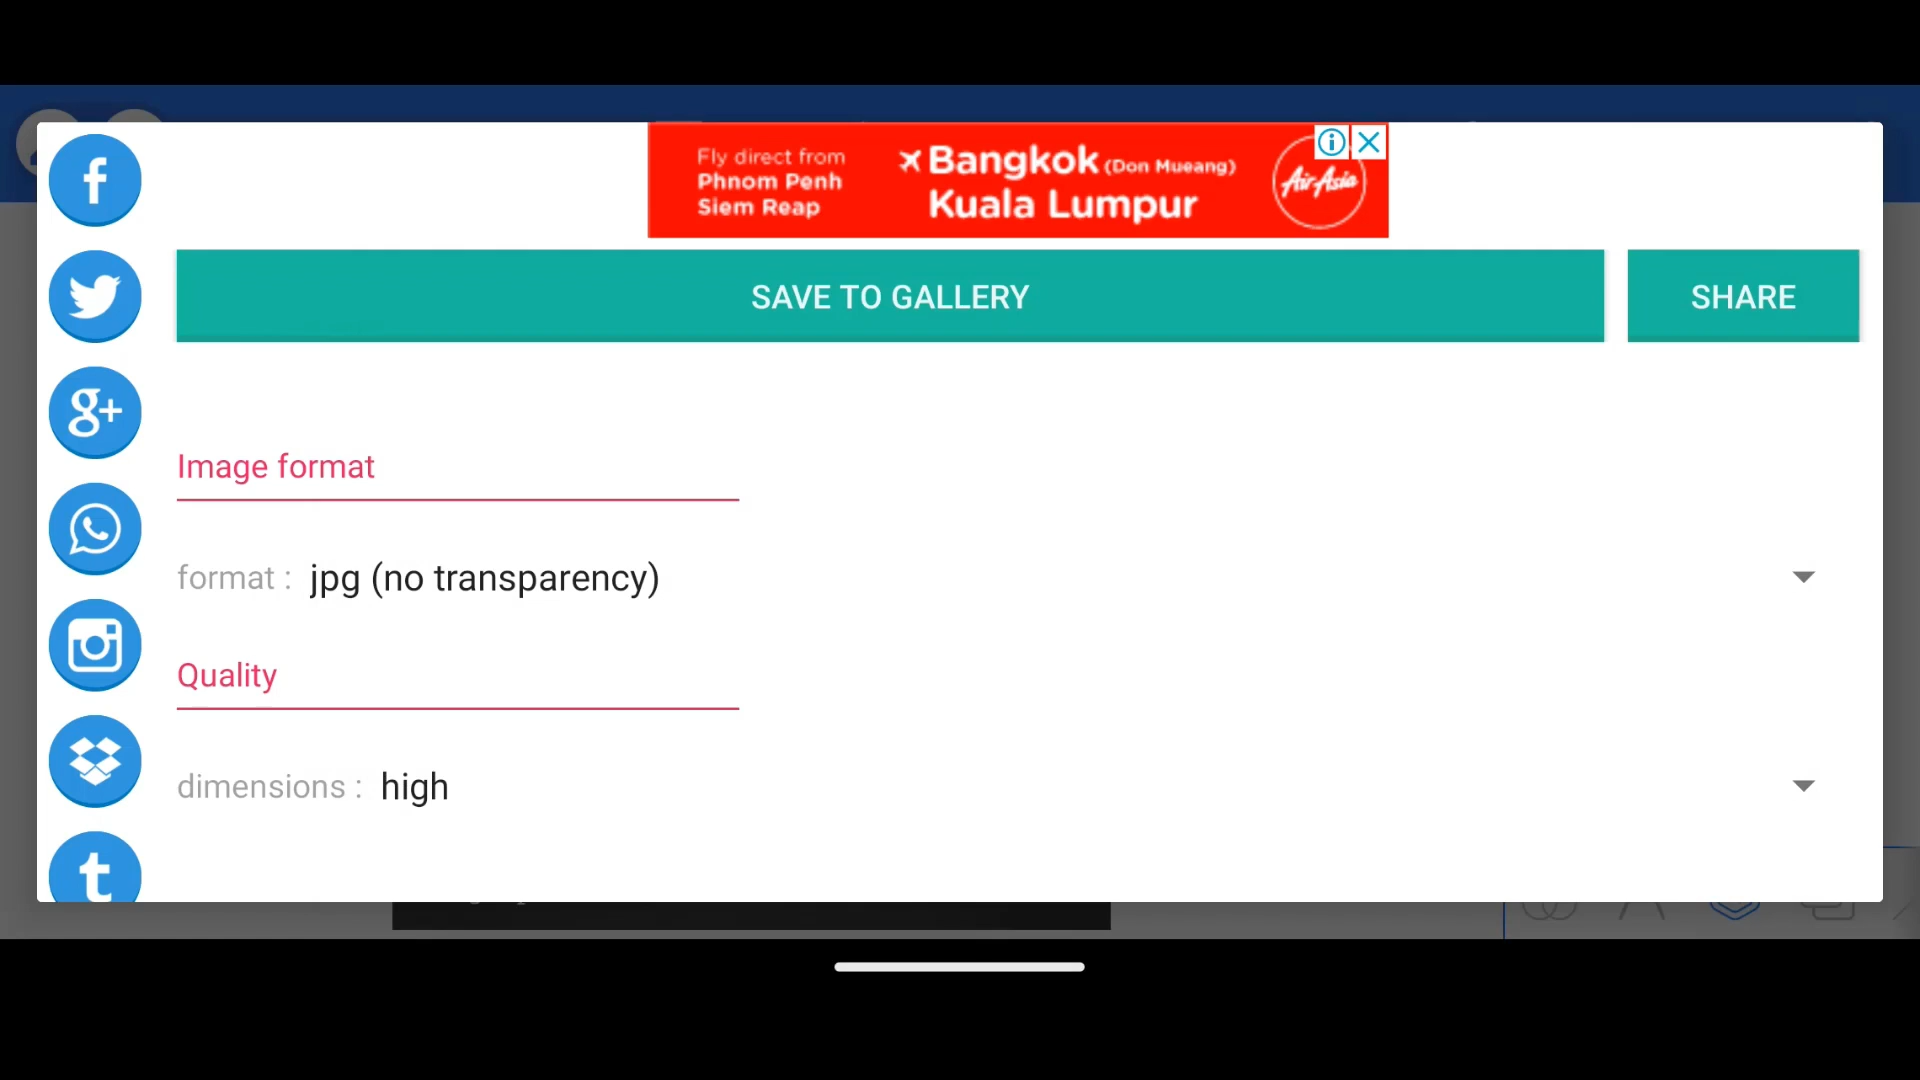 Fly direct from
Phnom Penh
Siem Reap
Bangkok (Don Mueang)
Kuala Lumpur
AirAsia
SAVE TO GALLERY
SHARE
Image format
format : jpg (no transparency)
Quality
dimensions : high